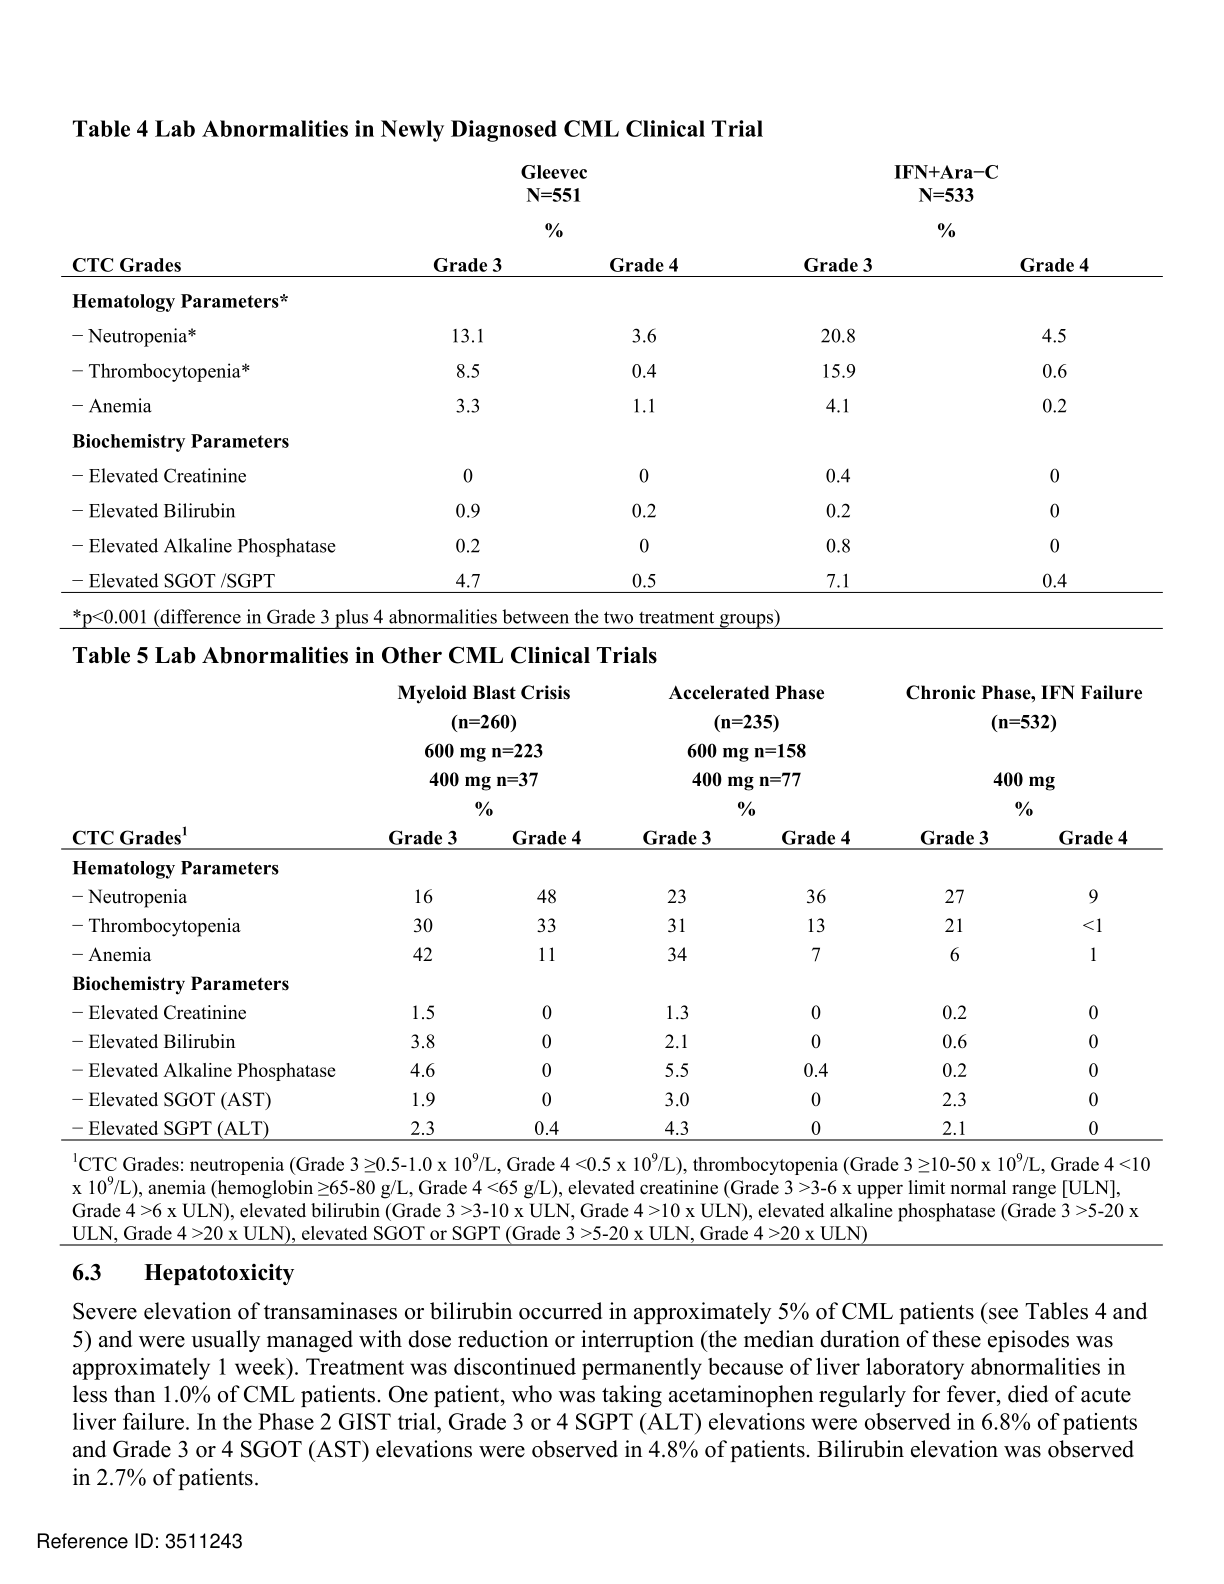 Table 4 Lab Abnormalities in Newly Diagnosed CML Clinical Trial
Gleevec IFN+Ara−C
N=551 N=533
% %
CTC Grades Grade 3 Grade 4 Grade 3 Grade 4
Hematology Parameters*
− Neutropenia* 13.1 3.6 20.8 4.5
− Thrombocytopenia* 8.5 0.4 15.9 0.6
− Anemia 3.3 1.1 4.1 0.2
Biochemistry Parameters
− Elevated Creatinine 0 0 0.4 0
− Elevated Bilirubin 0.9 0.2 0.2 0
− Elevated Alkaline Phosphatase 0.2 0 0.8 0
− Elevated SGOT /SGPT 4.7 0.5 7.1 0.4
*p<0.001 (difference in Grade 3 plus 4 abnormalities between the two treatment groups)
Table 5 Lab Abnormalities in Other CML Clinical Trials
Myeloid Blast Crisis Accelerated Phase Chronic Phase, IFN Failure
(n=260) (n=235) (n=532)
600 mg n=223 600 mg n=158
400 mg n=37 400 mg n=77 400 mg
% % %
CTC Grades¹ Grade 3 Grade 4 Grade 3 Grade 4 Grade 3 Grade 4
Hematology Parameters
− Neutropenia 16 48 23 36 27 9
− Thrombocytopenia 30 33 31 13 21 <1
− Anemia 42 11 34 7 6 1
Biochemistry Parameters
− Elevated Creatinine 1.5 0 1.3 0 0.2 0
− Elevated Bilirubin 3.8 0 2.1 0 0.6 0
− Elevated Alkaline Phosphatase 4.6 0 5.5 0.4 0.2 0
− Elevated SGOT (AST) 1.9 0 3.0 0 2.3 0
− Elevated SGPT (ALT) 2.3 0.4 4.3 0 2.1 0
¹CTC Grades: neutropenia (Grade 3 ≥0.5-1.0 x 10⁹/L, Grade 4 <0.5 x 10⁹/L), thrombocytopenia (Grade 3 ≥10-50 x 10⁹/L, Grade 4 <10
x 10⁹/L), anemia (hemoglobin ≥65-80 g/L, Grade 4 <65 g/L), elevated creatinine (Grade 3 >3-6 x upper limit normal range [ULN],
Grade 4 >6 x ULN), elevated bilirubin (Grade 3 >3-10 x ULN, Grade 4 >10 x ULN), elevated alkaline phosphatase (Grade 3 >5-20 x
ULN, Grade 4 >20 x ULN), elevated SGOT or SGPT (Grade 3 >5-20 x ULN, Grade 4 >20 x ULN)
6.3 Hepatotoxicity
Severe elevation of transaminases or bilirubin occurred in approximately 5% of CML patients (see Tables 4 and
5) and were usually managed with dose reduction or interruption (the median duration of these episodes was
approximately 1 week). Treatment was discontinued permanently because of liver laboratory abnormalities in
less than 1.0% of CML patients. One patient, who was taking acetaminophen regularly for fever, died of acute
liver failure. In the Phase 2 GIST trial, Grade 3 or 4 SGPT (ALT) elevations were observed in 6.8% of patients
and Grade 3 or 4 SGOT (AST) elevations were observed in 4.8% of patients. Bilirubin elevation was observed
in 2.7% of patients.
Reference ID: 3511243